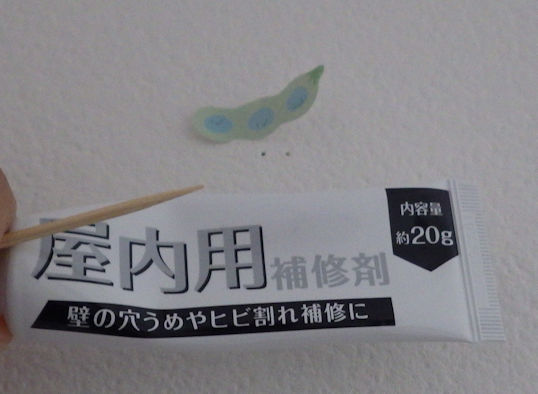 内容量
約20g
屋内用補修剤
壁の穴うめやヒビ割れ補修に